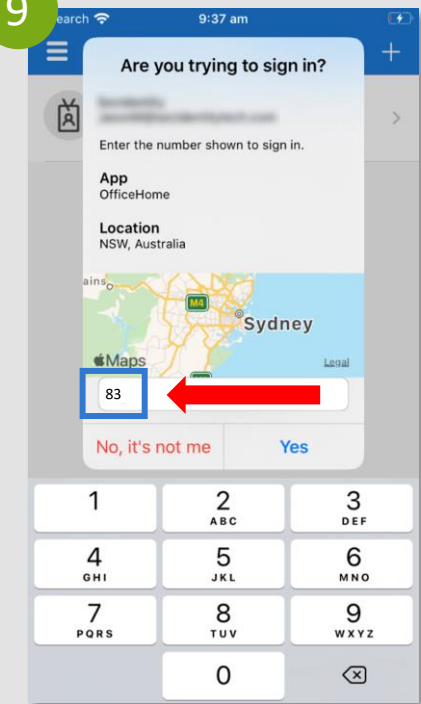 9
earch 9:37 am
Are you trying to sign in?
Enter the number shown to sign in.
App
OfficeHome
Location
NSW, Australia
ains
M4
Sydney
Maps
Legal
83
No, it's not me Yes
1 2 3
ABC DEF
4 5 6
GHI JKL MNO
7 8 9
PQRS TUV WXYZ
0